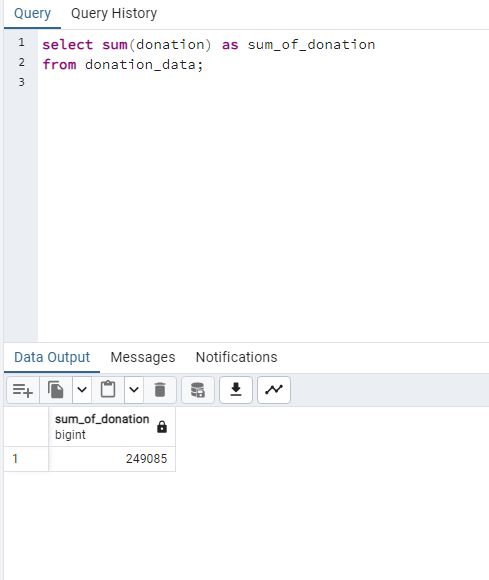 Query Query History
1 select sum(donation) as sum_of_donation
2 from donation_data;
3
Data Output Messages Notifications
sum_of_donation
bigint
1 249085